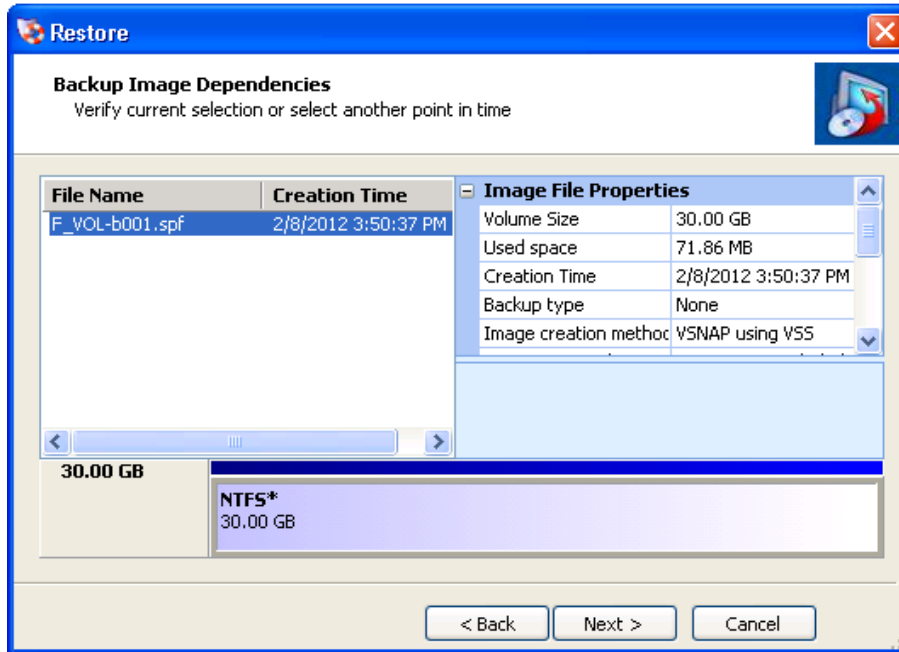 Restore
Backup Image Dependencies
Verify current selection or select another point in time
File Name Creation Time
F_VOL-b001.spf 2/8/2012 3:50:37 PM
Image File Properties
Volume Size 30.00 GB
Used space 71.86 MB
Creation Time 2/8/2012 3:50:37 PM
Backup type None
Image creation method VSNAP using VSS
30.00 GB
NTFS*
30.00 GB
< Back Next > Cancel